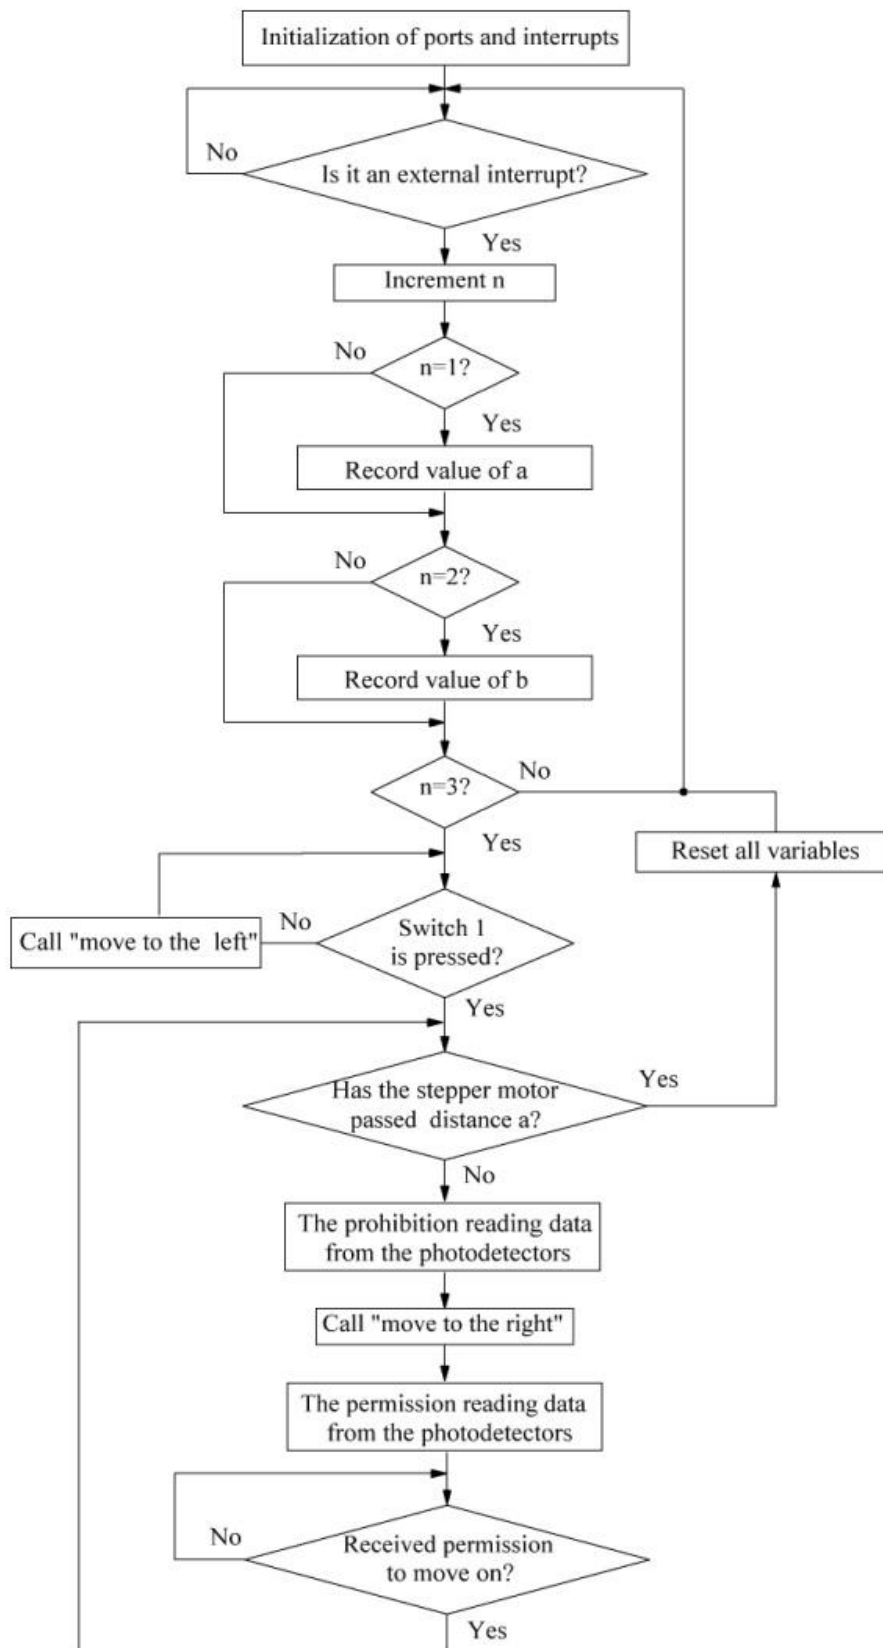 Initialization of ports and interrupts
No
Is it an external interrupt?
Yes
Increment n
No
n=1?
Yes
Record value of a
No
n=2?
Yes
Record value of b
n=3?
No
Yes
Reset all variables
Call "move to the left"
No
Switch 1
is pressed?
Yes
Has the stepper motor
passed distance a?
Yes
No
The prohibition reading data
from the photodetectors
Call "move to the right"
The permission reading data
from the photodetectors
No
Received permission
to move on?
Yes